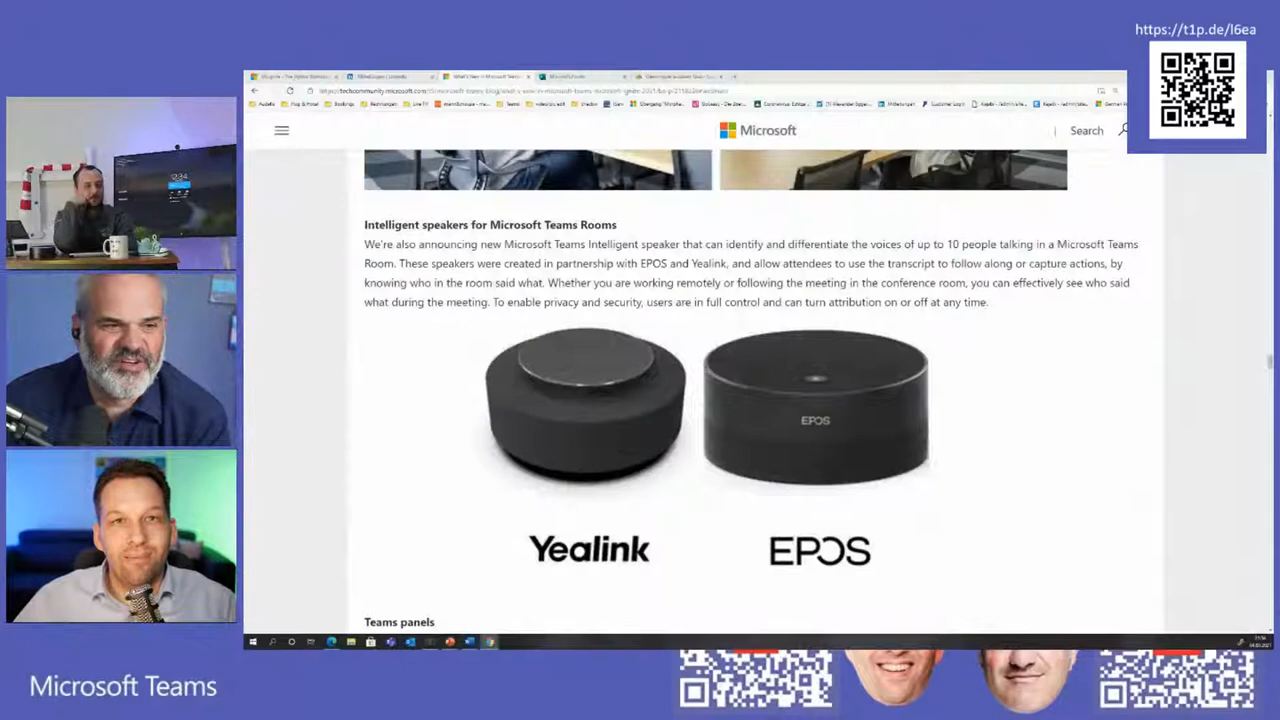 https://t1p.de/l6ea
Microsoft
Search
Intelligent speakers for Microsoft Teams Rooms
We're also announcing new Microsoft Teams Intelligent speaker that can identify and differentiate the voices of up to 10 people talking in a Microsoft Teams
Room. These speakers were created in partnership with EPOS and Yealink, and allow attendees to use the transcript to follow along or capture actions, by
knowing who in the room said what. Whether you are working remotely or following the meeting in the conference room, you can effectively see who said
what during the meeting. To enable privacy and security, users are in full control and can turn attribution on or off at any time.
EPOS
Yealink
EPOS
Teams panels
Microsoft Teams